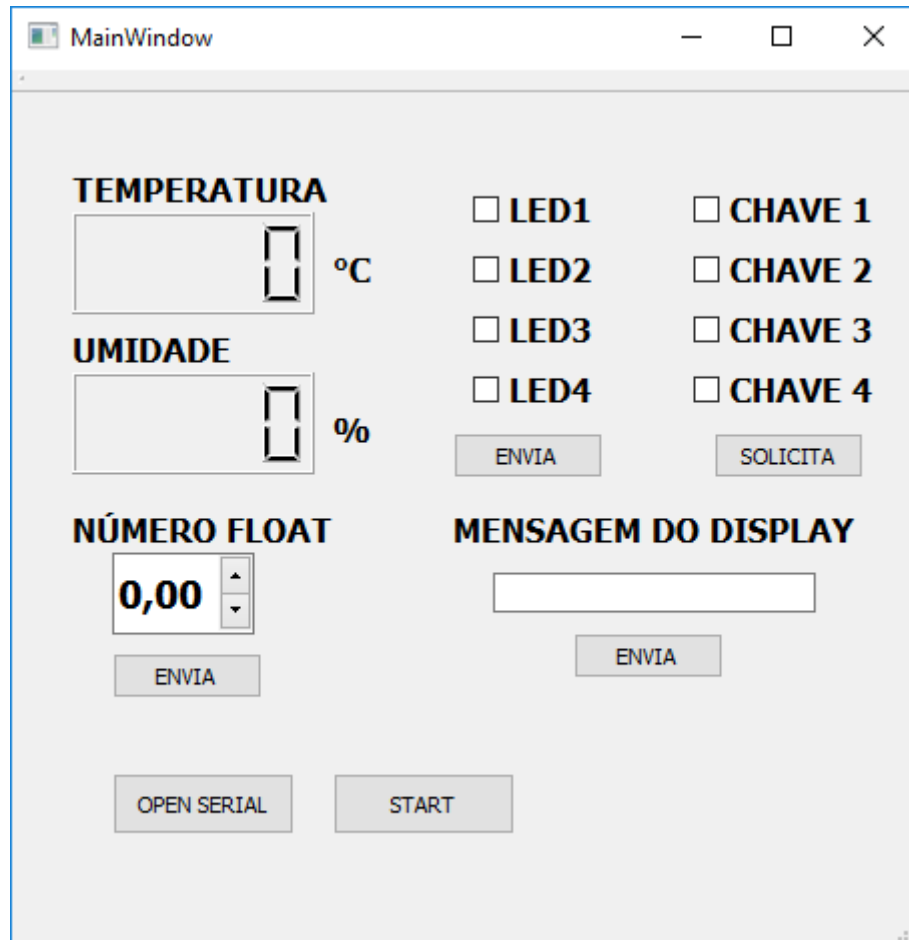 MainWindow
TEMPERATURA
0
ºC
UMIDADE
0
%
LED1
LED2
LED3
LED4
ENVIA
CHAVE 1
CHAVE 2
CHAVE 3
CHAVE 4
SOLICITA
NÚMERO FLOAT
0,00
ENVIA
MENSAGEM DO DISPLAY
ENVIA
OPEN SERIAL
START